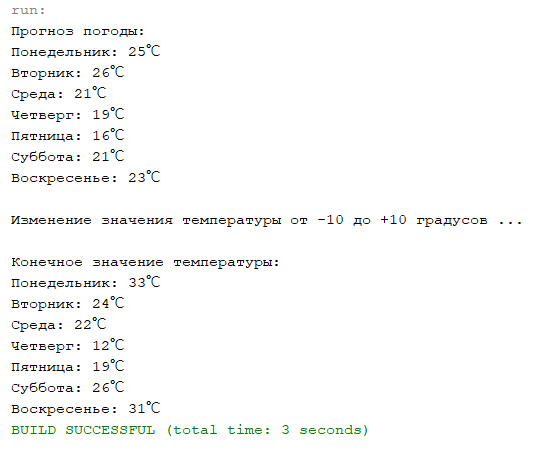 run:
Прогноз погоды:
Понедельник: 25℃
Вторник: 26℃
Среда: 21℃
Четверг: 19℃
Пятница: 16℃
Суббота: 21℃
Воскресенье: 23℃
Изменение значения температуры от -10 до +10 градусов ...
Конечное значение температуры:
Понедельник: 33℃
Вторник: 24℃
Среда: 22℃
Четверг: 12℃
Пятница: 19℃
Суббота: 26℃
Воскресенье: 31℃
BUILD SUCCESSFUL (total time: 3 seconds)